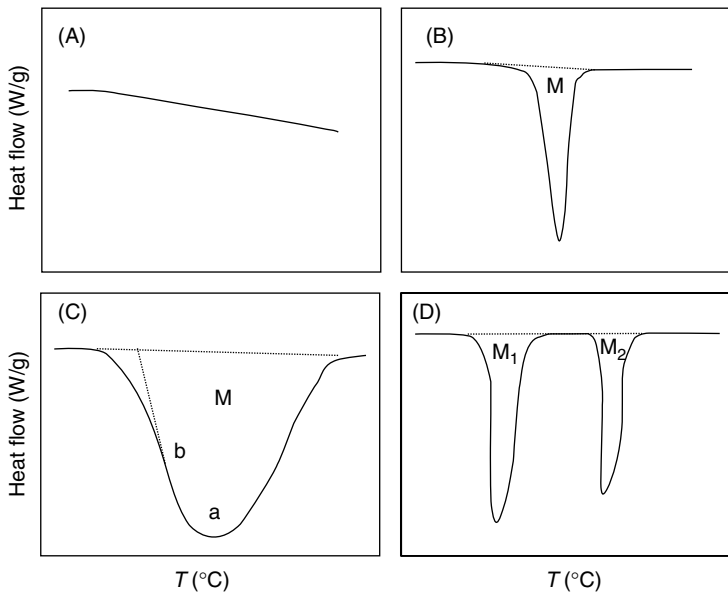 (A)
Heat flow (W/g)
(B)
M
(C)
Heat flow (W/g)
M
b
a
T (°C)
(D)
M₁
M₂
T (°C)